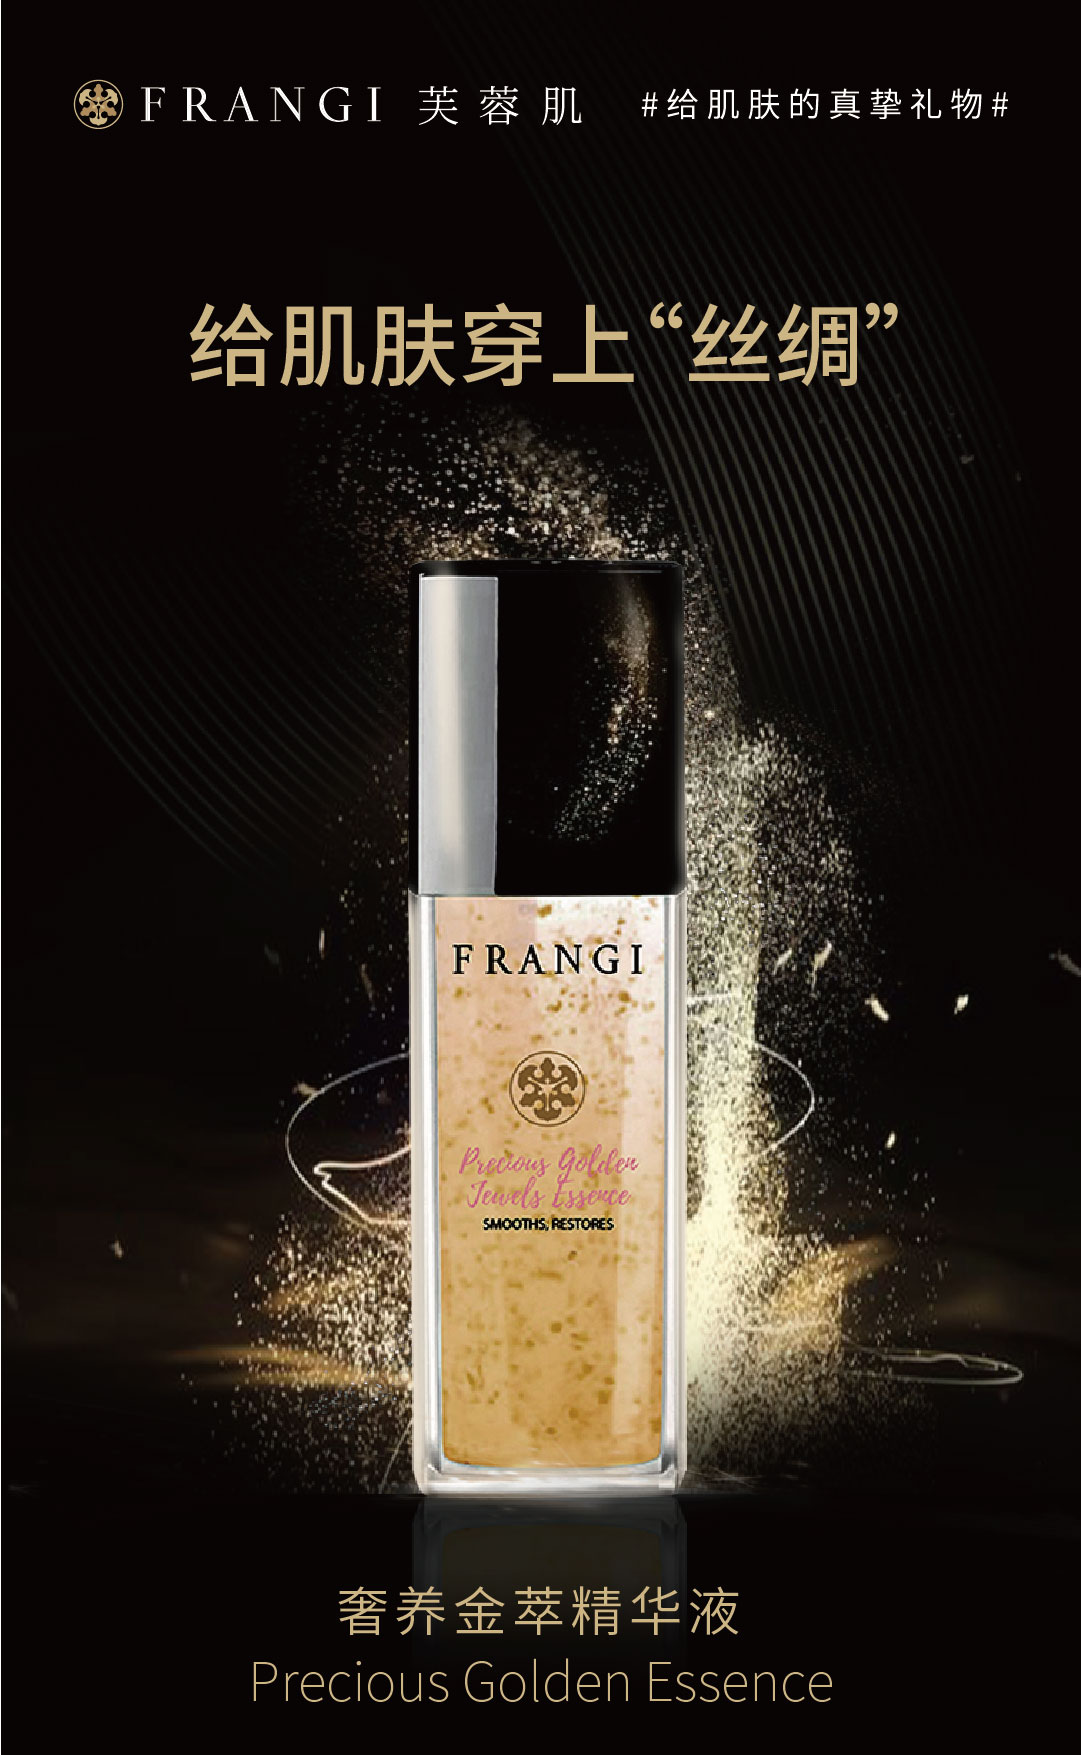 FRANGI 芙蓉肌 #给肌肤的真挚礼物#
给肌肤穿上“丝绸”
FRANGI
Precious Golden
Jewels Essence
SMOOTHS, RESTORES
奢养金萃精华液
Precious Golden Essence